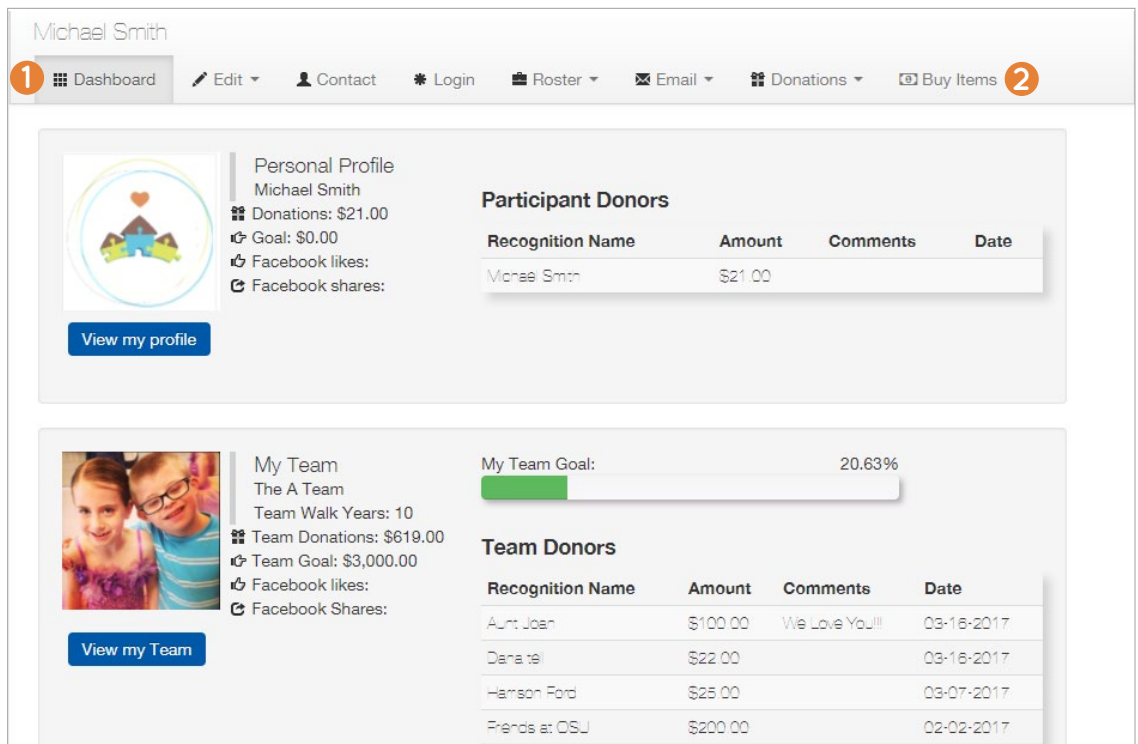 Michael Smith
1 Dashboard Edit Contact Login Roster Email Donations Buy Items 2
Personal Profile
Michael Smith
Donations: $21.00
Goal: $0.00
Facebook likes:
Facebook shares:
View my profile
Participant Donors
Recognition Name Amount Comments Date
Michael Smith $21.00
My Team
The A Team
Team Walk Years: 10
Team Donations: $619.00
Team Goal: $3,000.00
Facebook likes:
Facebook Shares:
View my Team
My Team Goal: 20.63%
Team Donors
Recognition Name Amount Comments Date
Aunt Joan $100.00 We Love You!!! 03-16-2017
$22.00 03-16-2017
Harrison Ford $25.00 03-07-2017
Friends at OSU $200.00 02-02-2017